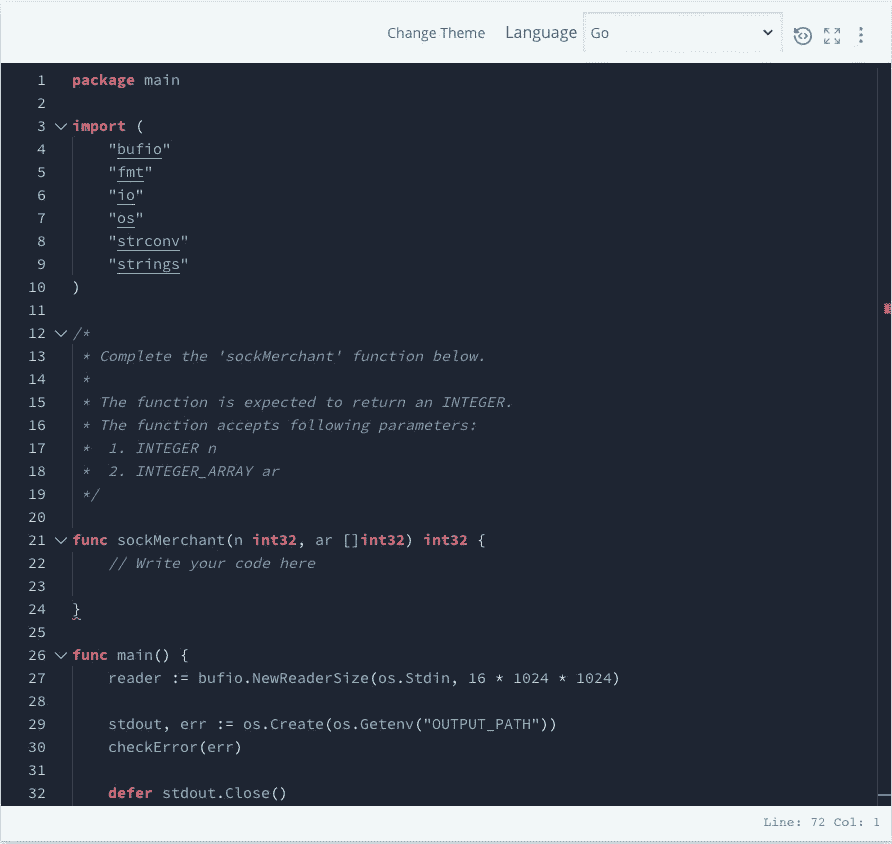 Change Theme Language Go
1 package main
2
3 import (
4 "bufio"
5 "fmt"
6 "io"
7 "os"
8 "strconv"
9 "strings"
10 )
11
12 /*
13 * Complete the 'sockMerchant' function below.
14 *
15 * The function is expected to return an INTEGER.
16 * The function accepts following parameters:
17 *  1. INTEGER n
18 *  2. INTEGER_ARRAY ar
19 */
20
21 func sockMerchant(n int32, ar []int32) int32 {
22 // Write your code here
23
24 }
25
26 func main() {
27 reader := bufio.NewReaderSize(os.Stdin, 16 * 1024 * 1024)
28
29 stdout, err := os.Create(os.Getenv("OUTPUT_PATH"))
30 checkError(err)
31
32 defer stdout.Close()
Line: 72 Col: 1